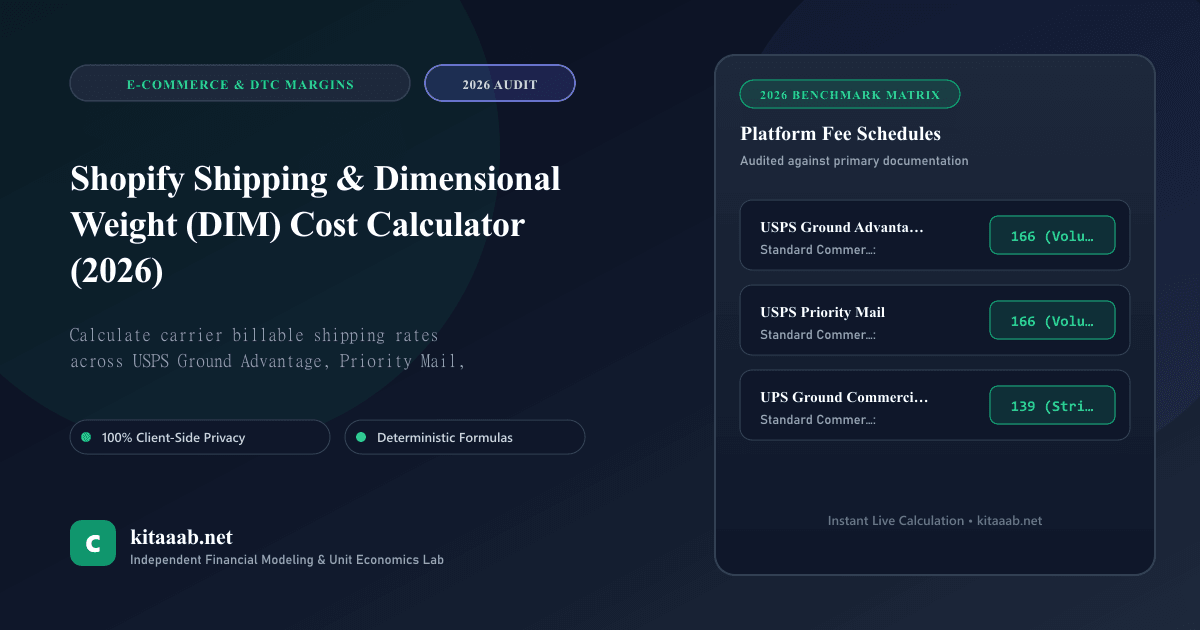 E-COMMERCE & DTC MARGINS
2026 AUDIT
Shopify Shipping & Dimensional
Weight (DIM) Cost Calculator
(2026)
Calculate carrier billable shipping rates
across USPS Ground Advantage, Priority Mail,
100% Client-Side Privacy
Deterministic Formulas
C
kitaaab.net
Independent Financial Modeling & Unit Economics Lab
2026 BENCHMARK MATRIX
Platform Fee Schedules
Audited against primary documentation
USPS Ground Advanta...
Standard Commer...:
166 (Volu...
USPS Priority Mail
Standard Commer...:
166 (Volu...
UPS Ground Commerci...
Standard Commer...:
139 (Stri...
Instant Live Calculation • kitaaab.net